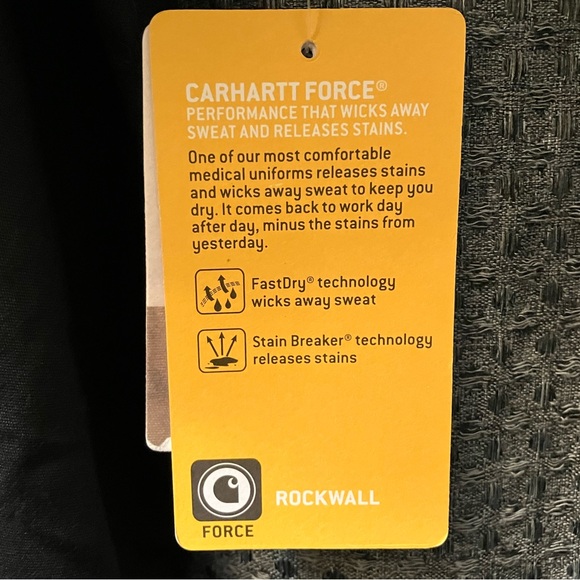 CARHARTT FORCE®
PERFORMANCE THAT WICKS AWAY
SWEAT AND RELEASES STAINS.
One of our most comfortable
medical uniforms releases stains
and wicks away sweat to keep you
dry. It comes back to work day
after day, minus the stains from
yesterday.
FastDry® technology
wicks away sweat
Stain Breaker® technology
releases stains
FORCE
ROCKWALL